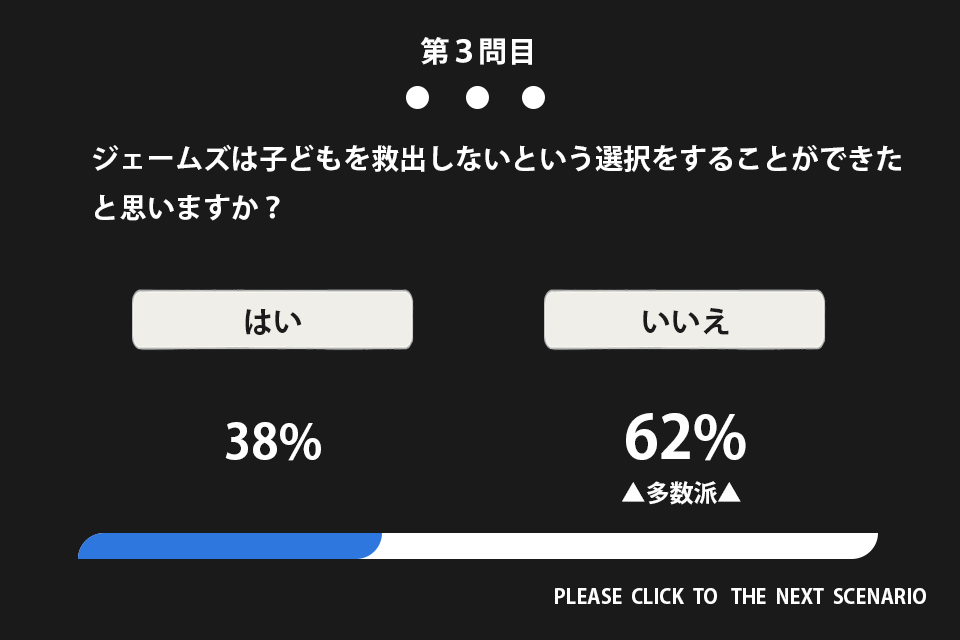 第３問目
ジェームズは子どもを救出しないという選択をすることができた
と思いますか？
はい
いいえ
38%
62%
▲多数派▲
PLEASE CLICK TO THE NEXT SCENARIO